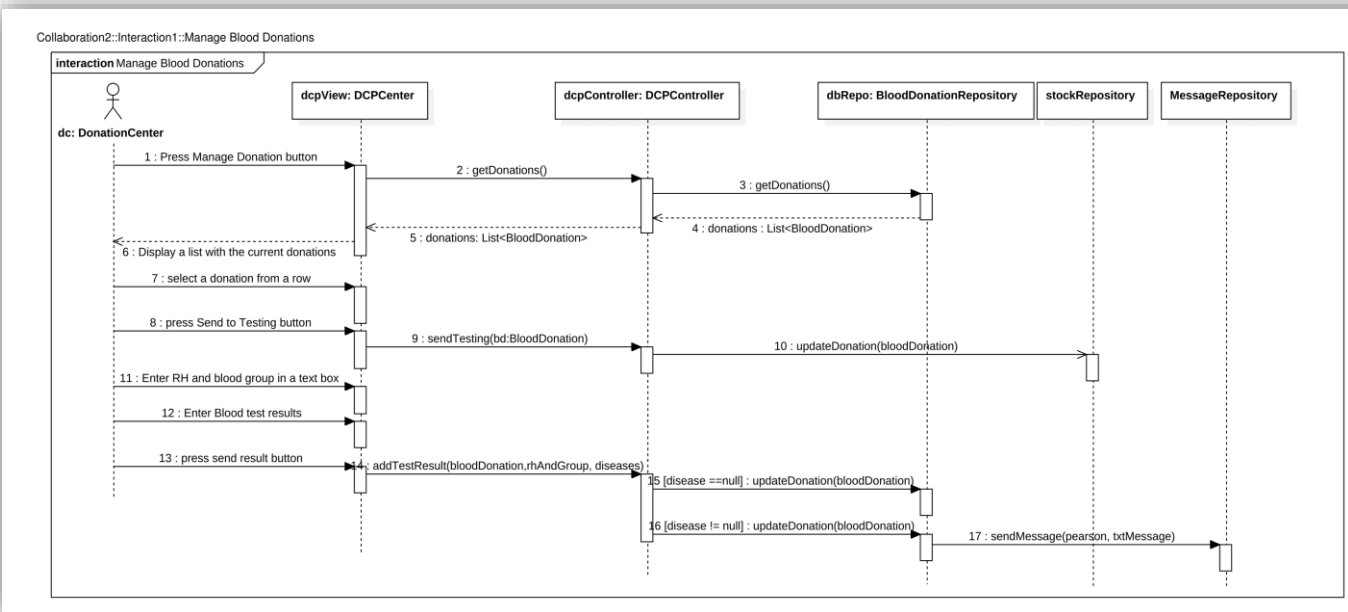 Collaboration2::Interaction1::Manage Blood Donations
interaction Manage Blood Donations
dcpView: DCPCenter
dcpController: DCPController
dbRepo: BloodDonationRepository
stockRepository
MessageRepository
dc: DonationCenter
1 : Press Manage Donation button
2 : getDonations()
3 : getDonations()
4 : donations : List<BloodDonation>
5 : donations: List<BloodDonation>
6 : Display a list with the current donations
7 : select a donation from a row
8 : press Send to Testing button
9 : sendTesting(bd:BloodDonation)
10 : updateDonation(bloodDonation)
11 : Enter RH and blood group in a text box
12 : Enter Blood test results
13 : press send result button
14 : addTestResult(bloodDonation,rhAndGroup, diseases)
15 [disease ==null] : updateDonation(bloodDonation)
16 [disease != null] : updateDonation(bloodDonation)
17 : sendMessage(pearson, txtMessage)